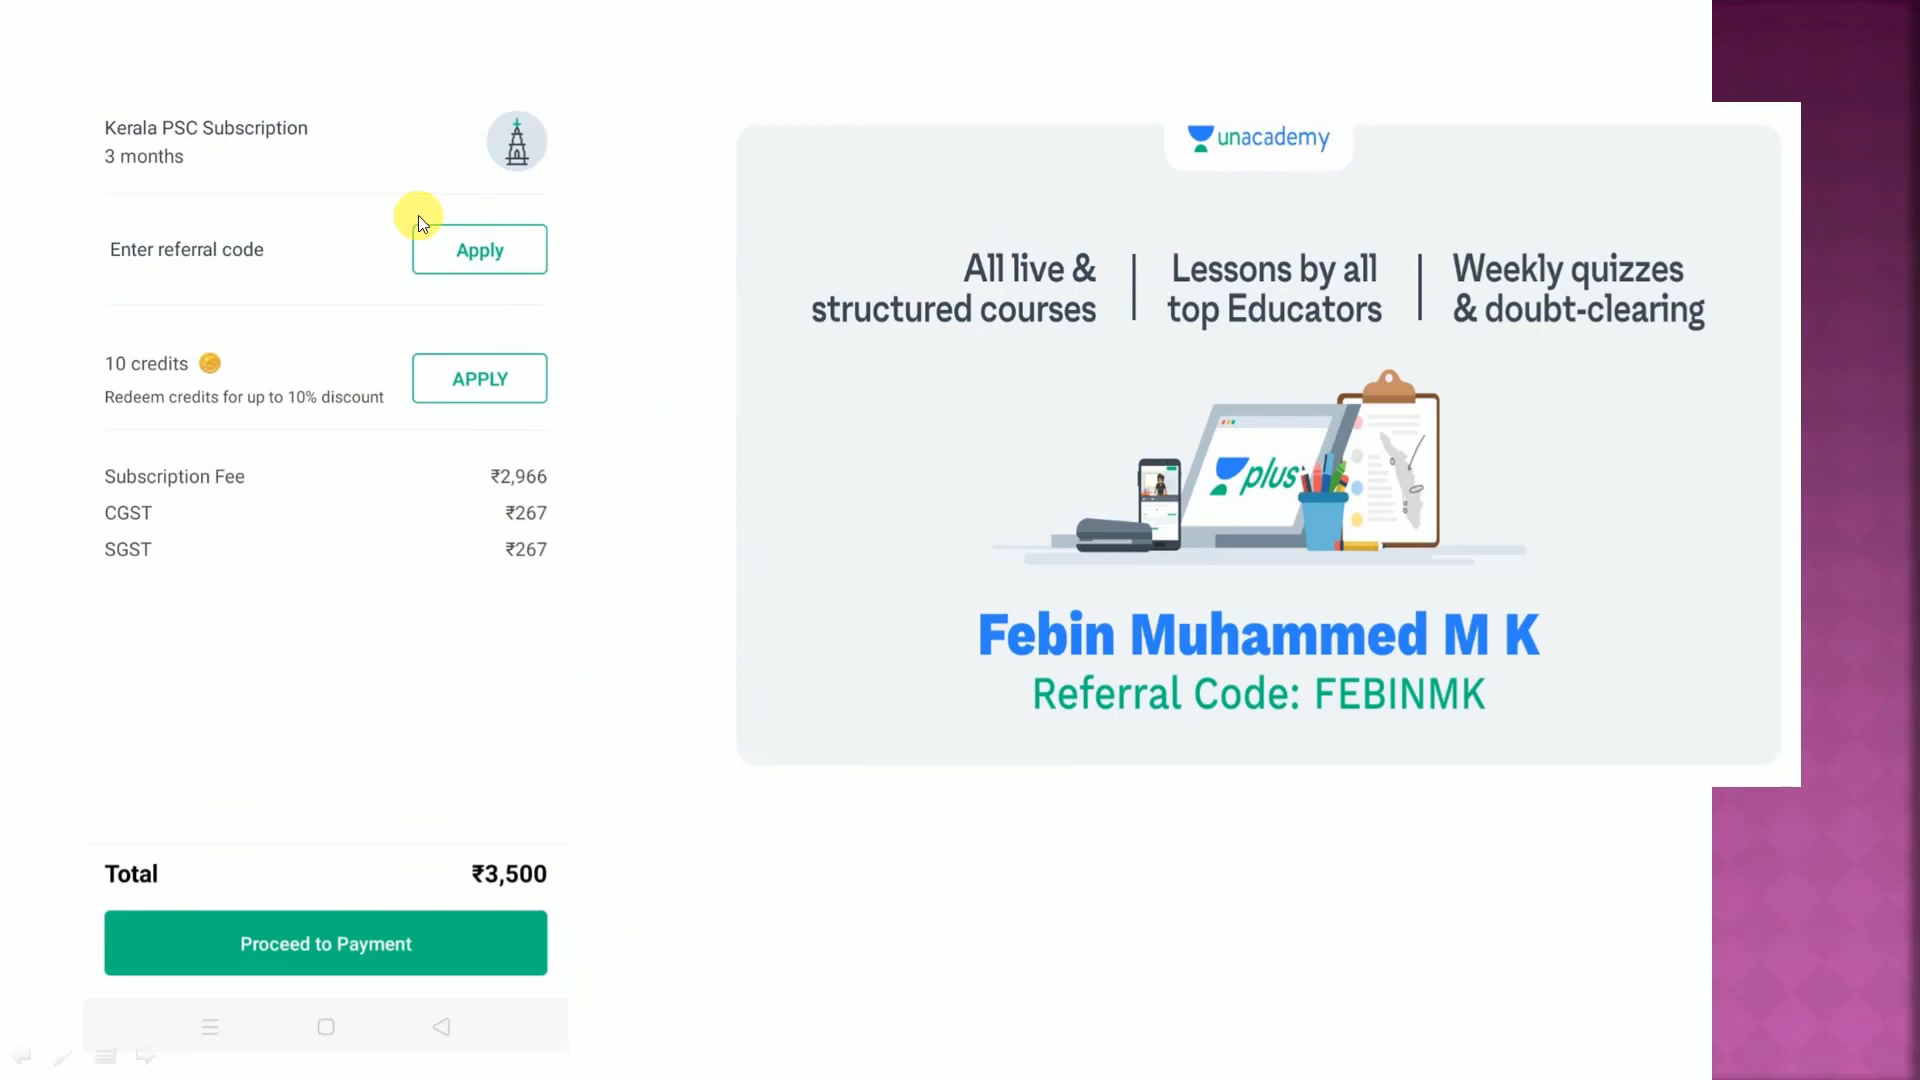 Kerala PSC Subscription
3 months
Enter referral code
Apply
10 credits
Redeem credits for up to 10% discount
APPLY
Subscription Fee ₹2,966
CGST ₹267
SGST ₹267
Total ₹3,500
Proceed to Payment
unacademy
All live &
structured courses
Lessons by all
top Educators
Weekly quizzes
& doubt-clearing
plus
Febin Muhammed M K
Referral Code: FEBINMK